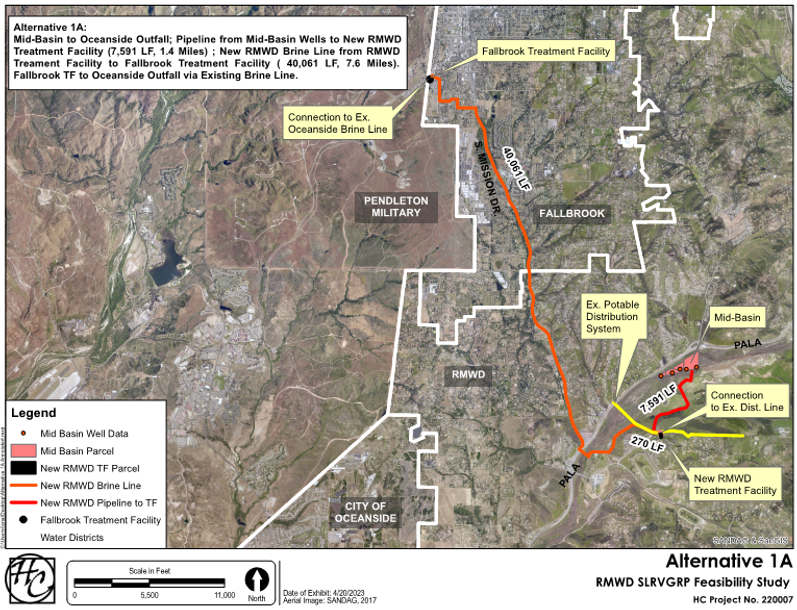 Alternative 1A:
Mid-Basin to Oceanside Outfall; Pipeline from Mid-Basin Wells to New RMWD
Treatment Facility (7,591 LF, 1.4 Miles) ; New RMWD Brine Line from RMWD
Treament Facility to Fallbrook Treatment Facility ( 40,061 LF, 7.6 Miles).
Fallbrook TF to Oceanside Outfall via Existing Brine Line.
Fallbrook Treatment Facility
Connection to Ex.
Oceanside Brine Line
S. MISSION DR.
40,061 LF
PENDLETON
MILITARY
FALLBROOK
Ex. Potable
Distribution
System
Mid-Basin
PALA
RMWD
7,591 LF
Connection
to Ex. Dist. Line
270 LF
PALA
New RMWD
Treatment Facility
CITY OF
OCEANSIDE
Legend
Mid Basin Well Data
Mid Basin Parcel
New RMWD TF Parcel
New RMWD Brine Line
New RMWD Pipeline to TF
Fallbrook Treatment Facility
Water Districts
SANDAG & SanGIS
HC
Scale in Feet
0 5,500 11,000
North
Date of Exhibit: 4/20/2023
Aerial Image: SANDAG, 2017
Alternative 1A
RMWD SLRVGRP Feasibility Study
HC Project No. 220007